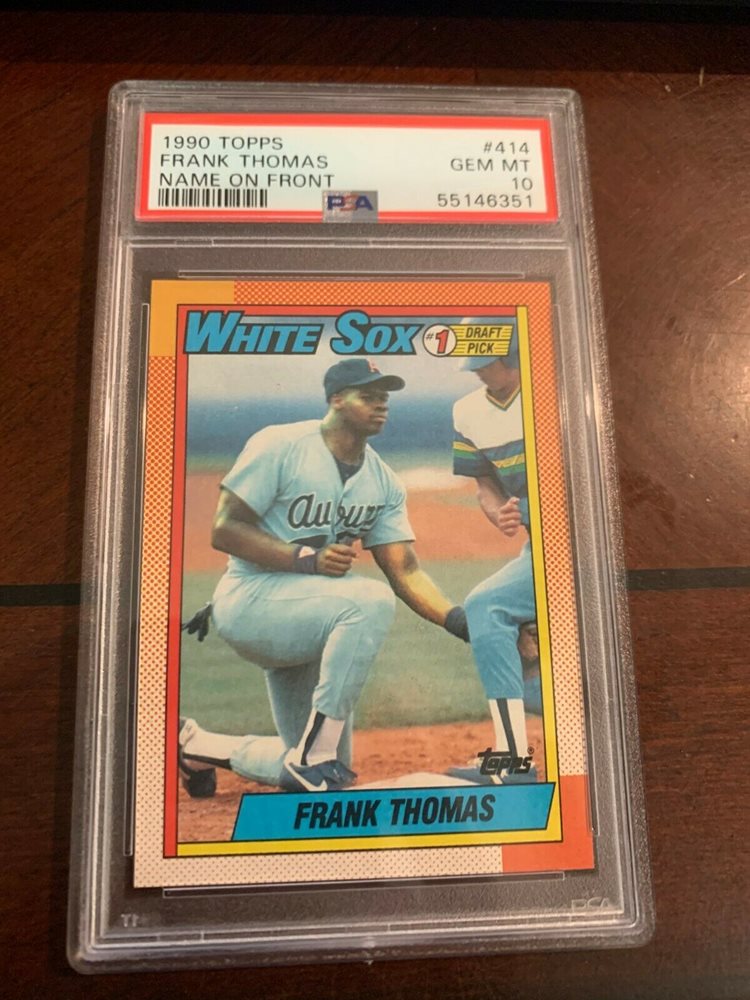 1990 TOPPS #414
FRANK THOMAS GEM MT
NAME ON FRONT 10
PSA 55146351
WHITE SOX #1 DRAFT PICK
Auburn
Topps®
FRANK THOMAS
PSA